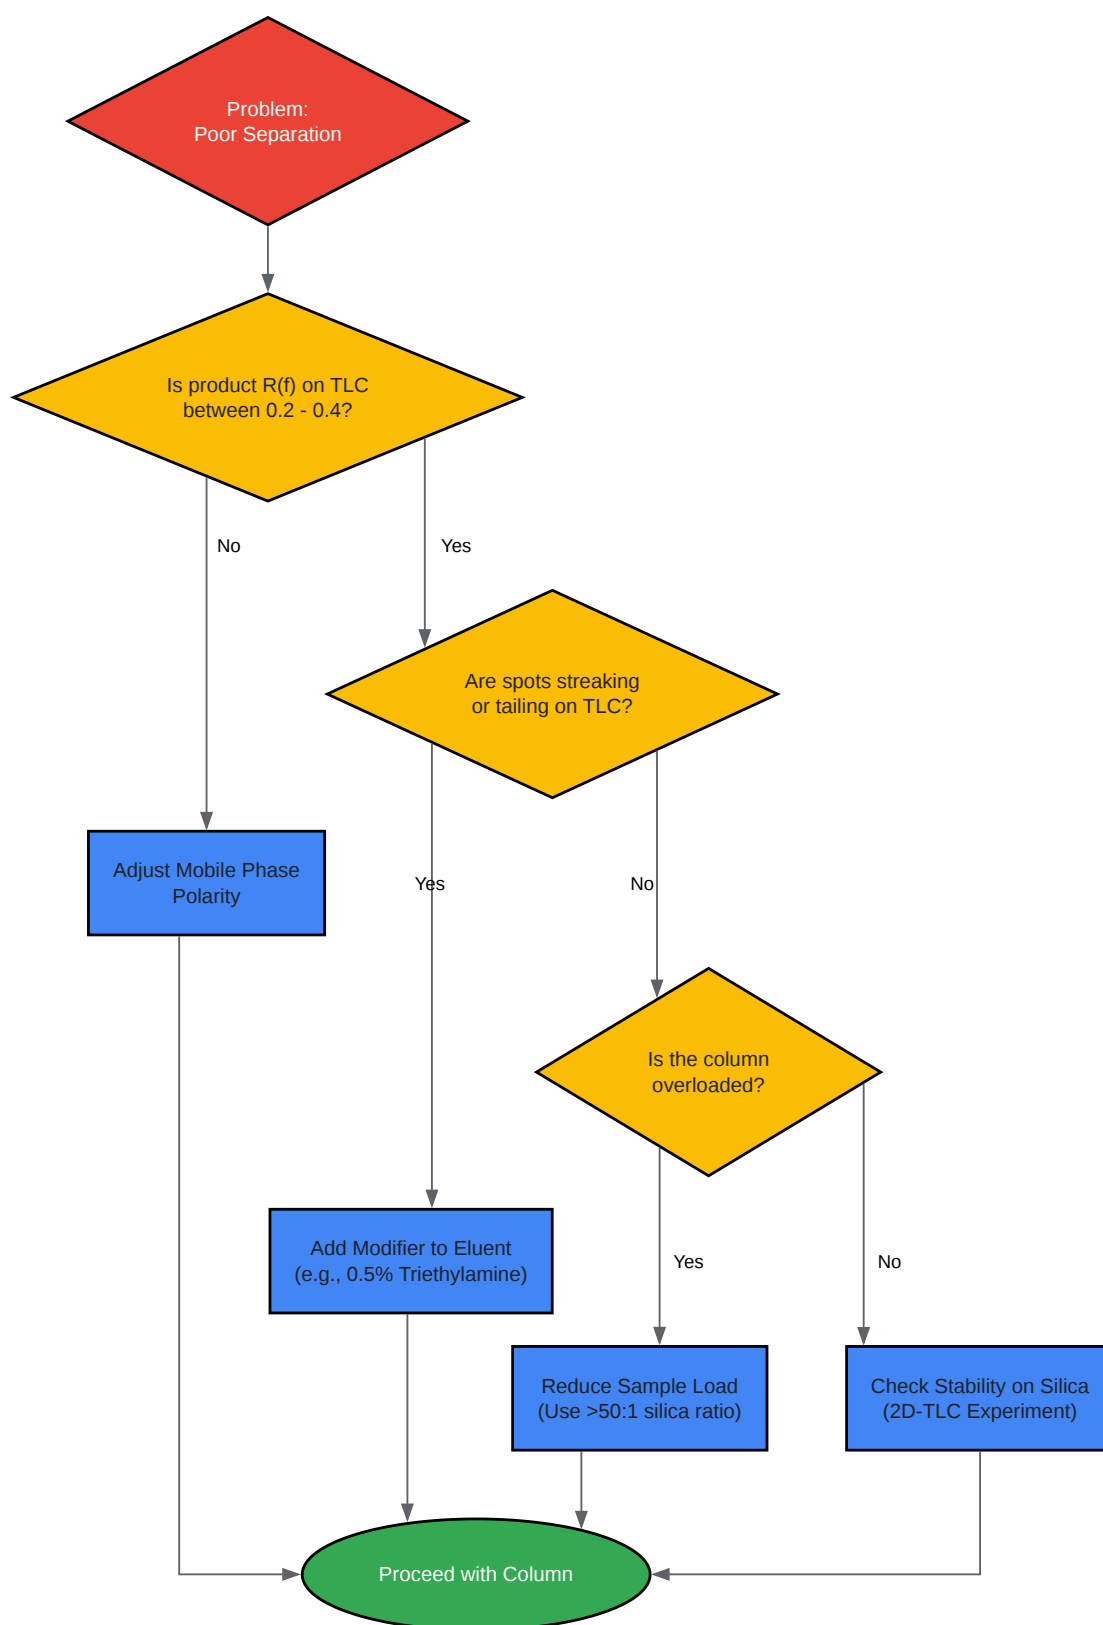 Problem:
Poor Separation
Is product R(f) on TLC
between 0.2 - 0.4?
No
Yes
Are spots streaking
or tailing on TLC?
Adjust Mobile Phase
Polarity
Yes
No
Is the column
overloaded?
Add Modifier to Eluent
(e.g., 0.5% Triethylamine)
Yes
No
Reduce Sample Load
(Use >50:1 silica ratio)
Check Stability on Silica
(2D-TLC Experiment)
Proceed with Column